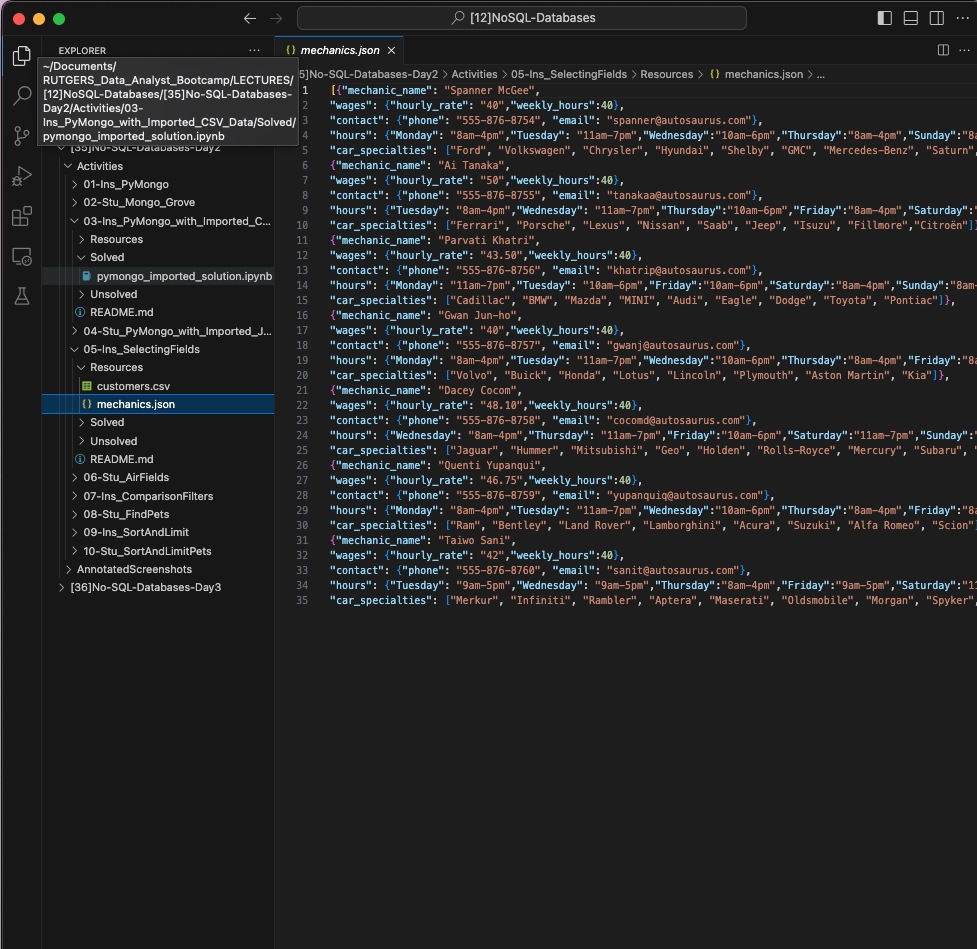 [12]NoSQL-Databases
EXPLORER
~/Documents/
RUTGERS_Data_Analyst_Bootcamp/LECTURES/
[12]NoSQL-Databases/[35]No-SQL-Databases-
Day2/Activities/03-
Ins_PyMongo_with_Imported_CSV_Data/Solved/
pymongo_imported_solution.ipynb
[35]No-SQL-Databases-Day2
Activities
01-Ins_PyMongo
02-Stu_Mongo_Grove
03-Ins_PyMongo_with_Imported_C...
Resources
Solved
pymongo_imported_solution.ipynb
Unsolved
README.md
04-Stu_PyMongo_with_Imported_J...
05-Ins_SelectingFields
Resources
customers.csv
{} mechanics.json
Solved
Unsolved
README.md
06-Stu_AirFields
07-Ins_ComparisonFilters
08-Stu_FindPets
09-Ins_SortAndLimit
10-Stu_SortAndLimitPets
AnnotatedScreenshots
[36]No-SQL-Databases-Day3
{} mechanics.json ×
5]No-SQL-Databases-Day2 > Activities > 05-Ins_SelectingFields > Resources > {} mechanics.json > ...
1 [{"mechanic_name": "Spanner McGee",
2 "wages": {"hourly_rate": "40","weekly_hours":40},
3 "contact": {"phone": "555-876-8754", "email": "spanner@autosaurus.com"},
4 "hours": {"Monday": "8am-4pm","Tuesday": "11am-7pm","Wednesday":"10am-6pm","Thursday":"8am-4pm","Sunday":"8a
5 "car_specialties": ["Ford", "Volkswagen", "Chrysler", "Hyundai", "Shelby", "GMC", "Mercedes-Benz", "Saturn",
6 {"mechanic_name": "Ai Tanaka",
7 "wages": {"hourly_rate": "50","weekly_hours":40},
8 "contact": {"phone": "555-876-8755", "email": "tanakaa@autosaurus.com"},
9 "hours": {"Tuesday": "8am-4pm","Wednesday": "11am-7pm","Thursday":"10am-6pm","Friday":"8am-4pm","Saturday":
10 "car_specialties": ["Ferrari", "Porsche", "Lexus", "Nissan", "Saab", "Jeep", "Isuzu", "Fillmore","Citroën"]}
11 {"mechanic_name": "Parvati Khatri",
12 "wages": {"hourly_rate": "43.50","weekly_hours":40},
13 "contact": {"phone": "555-876-8756", "email": "khatrip@autosaurus.com"},
14 "hours": {"Monday": "11am-7pm","Tuesday": "10am-6pm","Friday":"10am-6pm","Saturday":"8am-4pm","Sunday":"8am-
15 "car_specialties": ["Cadillac", "BMW", "Mazda", "MINI", "Audi", "Eagle", "Dodge", "Toyota", "Pontiac"]},
16 {"mechanic_name": "Gwan Jun-ho",
17 "wages": {"hourly_rate": "40","weekly_hours":40},
18 "contact": {"phone": "555-876-8757", "email": "gwanj@autosaurus.com"},
19 "hours": {"Monday": "8am-4pm","Tuesday": "11am-7pm","Wednesday":"10am-6pm","Thursday":"8am-4pm","Friday":"8a
20 "car_specialties": ["Volvo", "Buick", "Honda", "Lotus", "Lincoln", "Plymouth", "Aston Martin", "Kia"]},
21 {"mechanic_name": "Dacey Cocom",
22 "wages": {"hourly_rate": "48.10","weekly_hours":40},
23 "contact": {"phone": "555-876-8758", "email": "cocomd@autosaurus.com"},
24 "hours": {"Wednesday": "8am-4pm","Thursday": "11am-7pm","Friday":"10am-6pm","Saturday":"11am-7pm","Sunday":"
25 "car_specialties": ["Jaguar", "Hummer", "Mitsubishi", "Geo", "Holden", "Rolls-Royce", "Mercury", "Subaru", "
26 {"mechanic_name": "Quenti Yupanqui",
27 "wages": {"hourly_rate": "46.75","weekly_hours":40},
28 "contact": {"phone": "555-876-8759", "email": "yupanquiq@autosaurus.com"},
29 "hours": {"Monday": "8am-4pm","Tuesday": "11am-7pm","Wednesday":"10am-6pm","Thursday":"8am-4pm","Friday":"8a
30 "car_specialties": ["Ram", "Bentley", "Land Rover", "Lamborghini", "Acura", "Suzuki", "Alfa Romeo", "Scion"]
31 {"mechanic_name": "Taiwo Sani",
32 "wages": {"hourly_rate": "42","weekly_hours":40},
33 "contact": {"phone": "555-876-8760", "email": "sanit@autosaurus.com"},
34 "hours": {"Tuesday": "9am-5pm","Wednesday": "9am-5pm","Thursday":"8am-4pm","Friday":"9am-5pm","Saturday":"11
35 "car_specialties": ["Merkur", "Infiniti", "Rambler", "Aptera", "Maserati", "Oldsmobile", "Morgan", "Spyker",